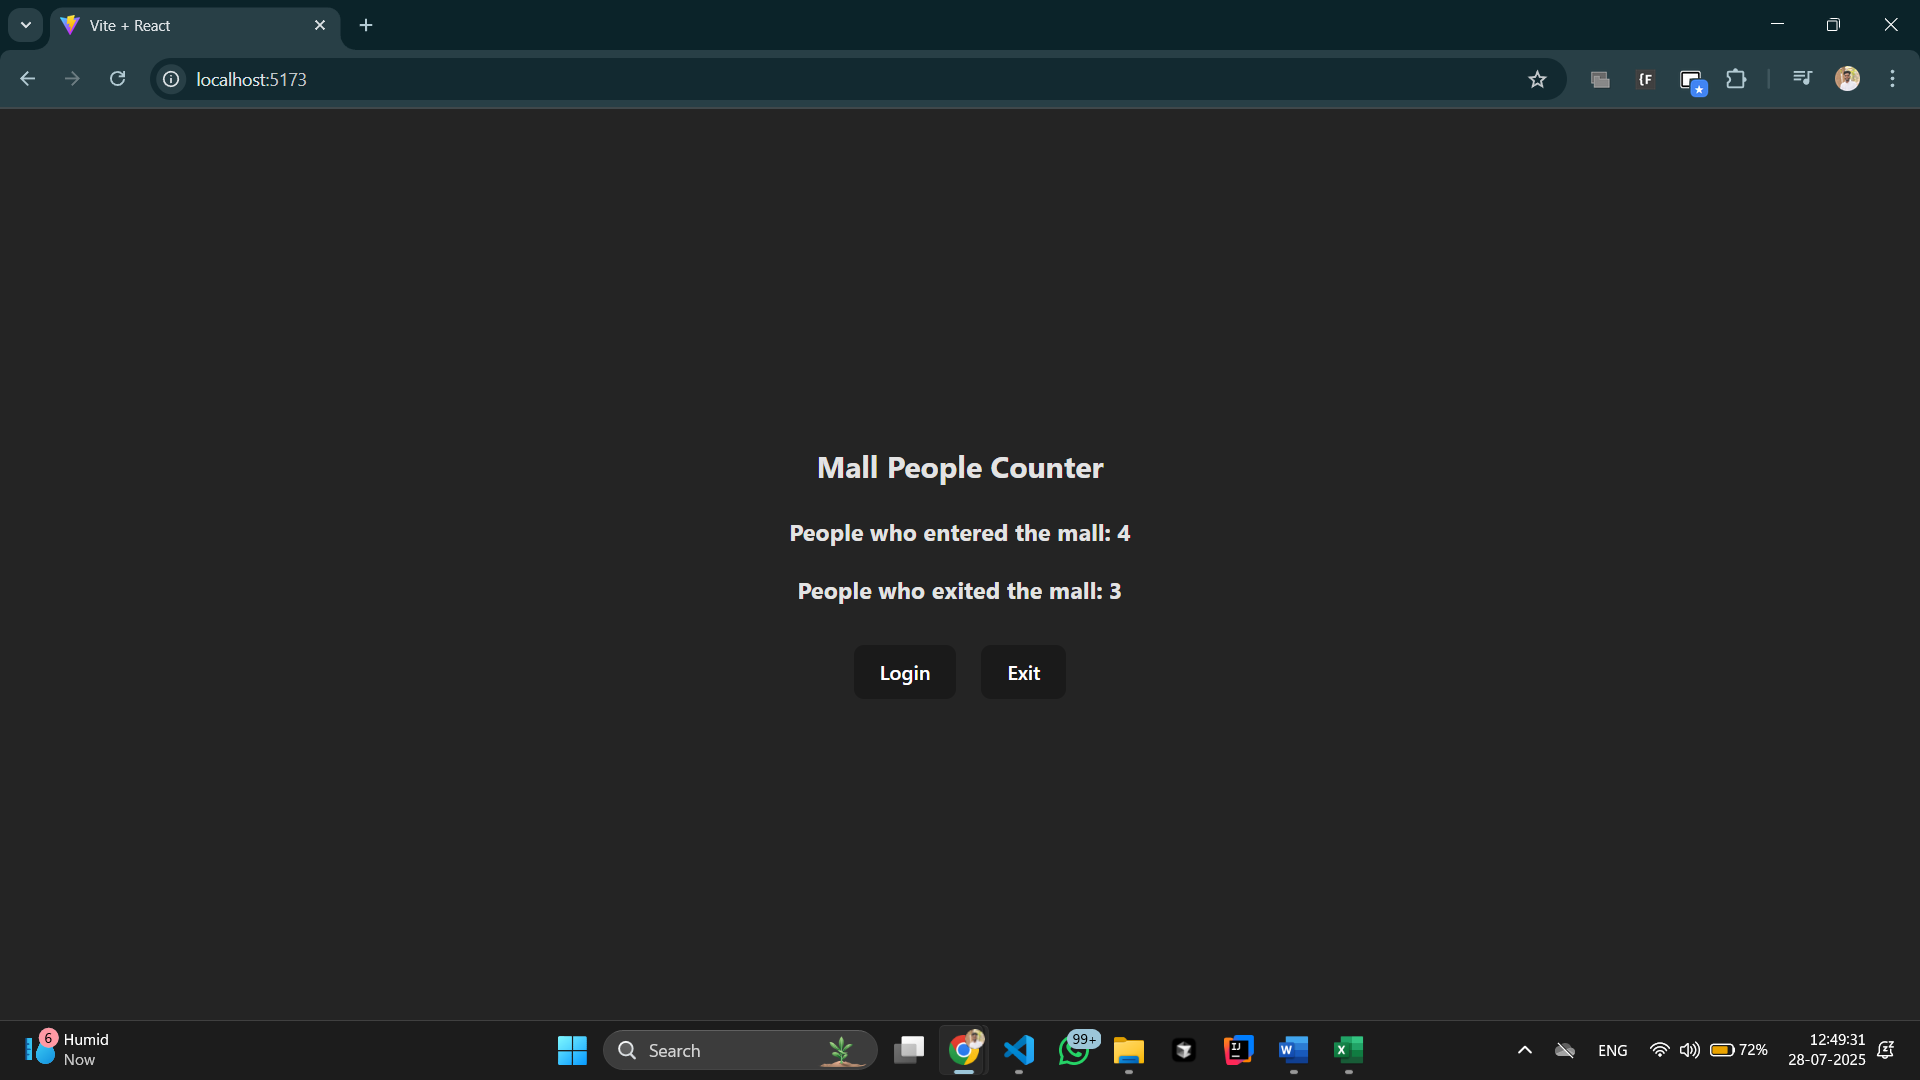 Vite + React
localhost:5173
{F
Mall People Counter
People who entered the mall: 4
People who exited the mall: 3
Login
Exit
6
Humid
Now
Search
99+
IJ
W
X
ENG
72%
12:49:31
28-07-2025